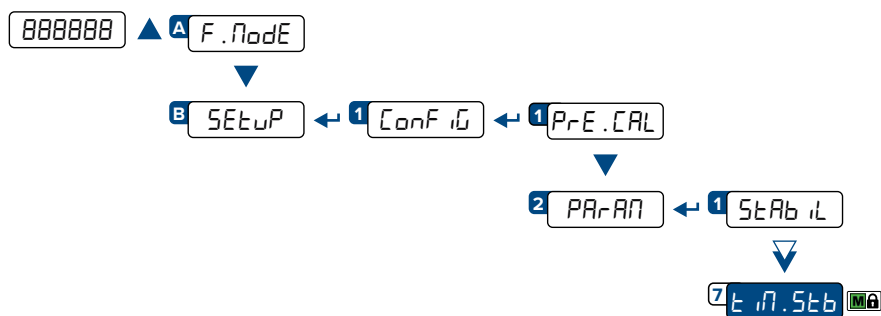 888888 A F.ModE
B SEtuP 1 ConFiG 1 PrE.CAL
2 PArAM 1 StAbiL
7 tiM.Stb M